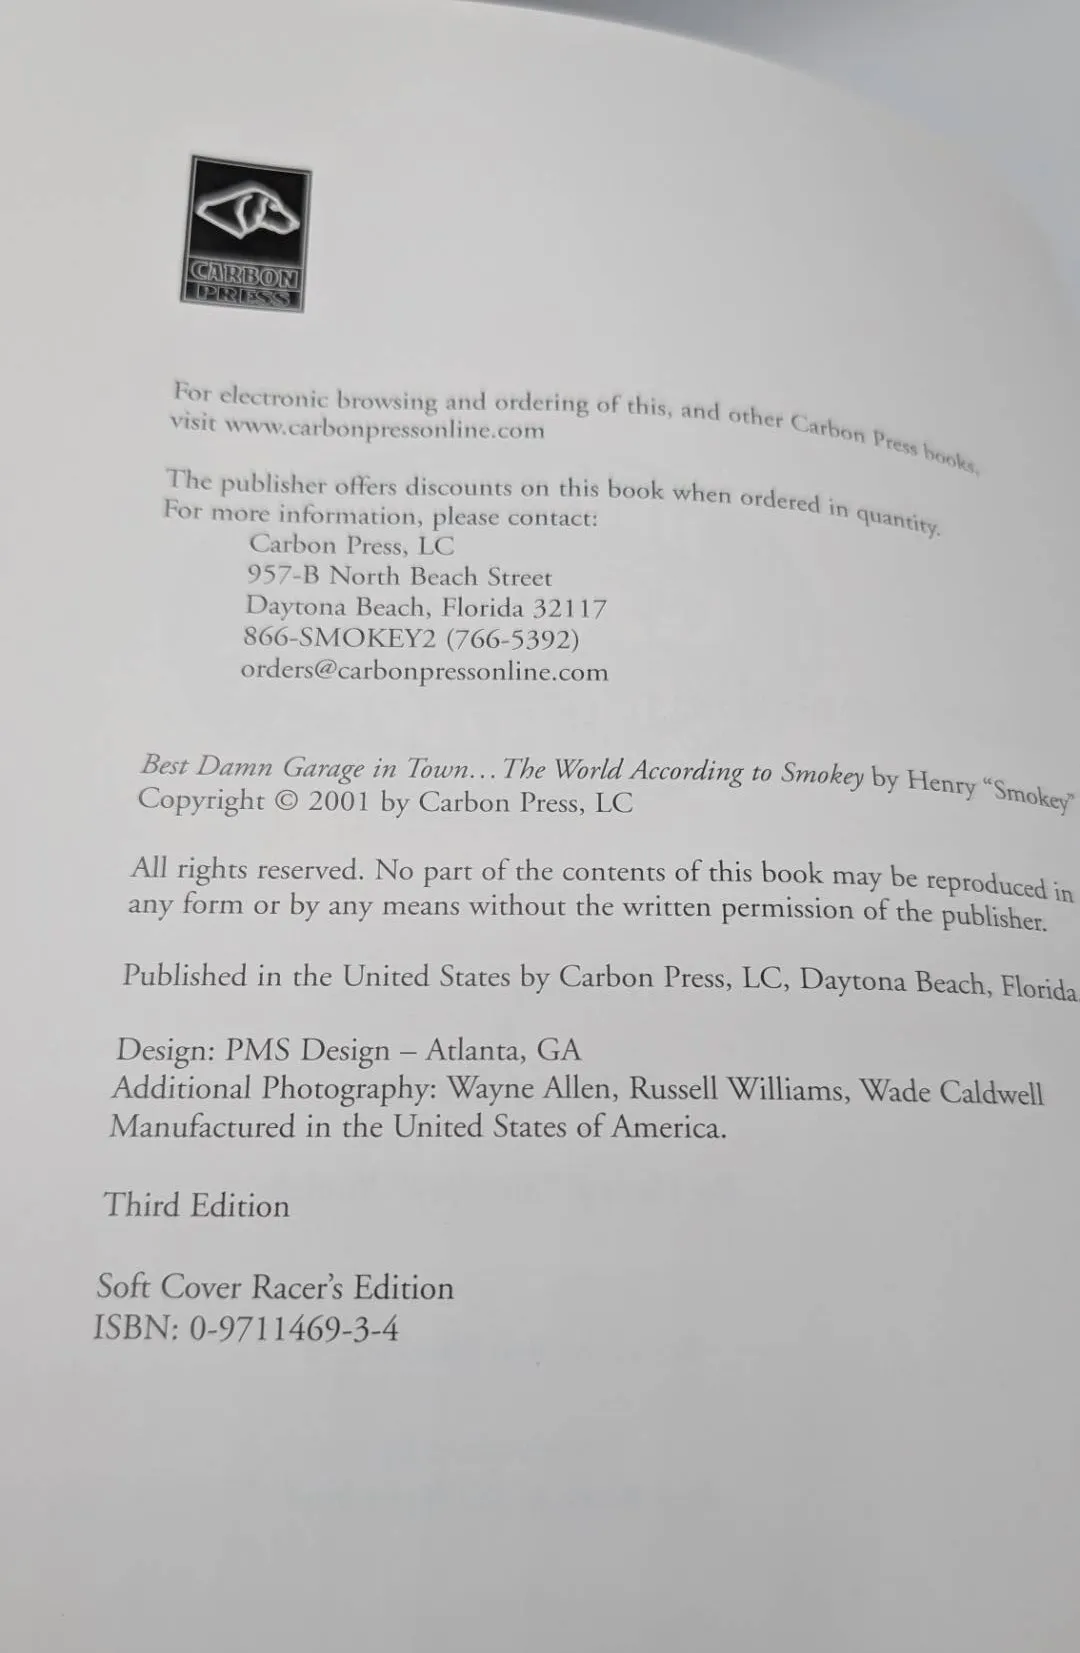 CARBON
PRESS
For electronic browsing and ordering of this, and other Carbon Press books,
visit www.carbonpressonline.com
The publisher offers discounts on this book when ordered in quantity.
For more information, please contact:
Carbon Press, LC
957-B North Beach Street
Daytona Beach, Florida 32117
866-SMOKEY2 (766-5392)
orders@carbonpressonline.com
Best Damn Garage in Town... The World According to Smokey by Henry “Smokey”
Copyright © 2001 by Carbon Press, LC
All rights reserved. No part of the contents of this book may be reproduced in
any form or by any means without the written permission of the publisher.
Published in the United States by Carbon Press, LC, Daytona Beach, Florida.
Design: PMS Design – Atlanta, GA
Additional Photography: Wayne Allen, Russell Williams, Wade Caldwell
Manufactured in the United States of America.
Third Edition
Soft Cover Racer’s Edition
ISBN: 0-9711469-3-4